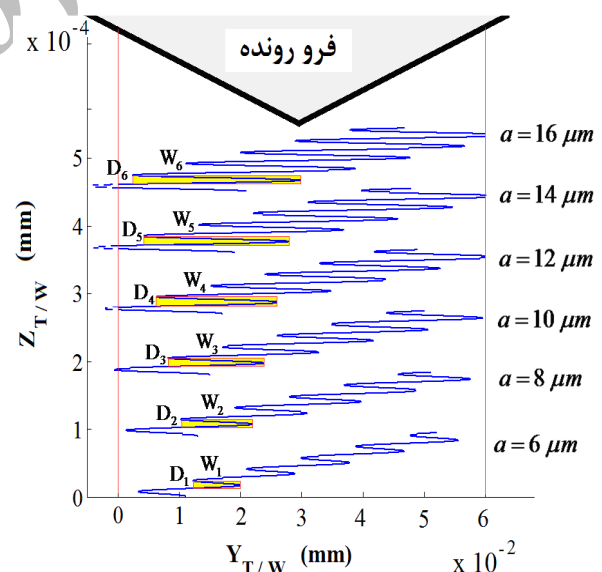 x 10⁻⁴
فرو رونده
a = 16 μm
D₆ W₆
5
a = 14 μm
D₅ W₅
4
a = 12 μm
D₄ W₄
3
a = 10 μm
D₃ W₃
2
a = 8 μm
D₂ W₂
1
a = 6 μm
D₁ W₁
0
Z T / W (mm)
0 1 2 3 4 5 6
Y T / W (mm)
x 10⁻²